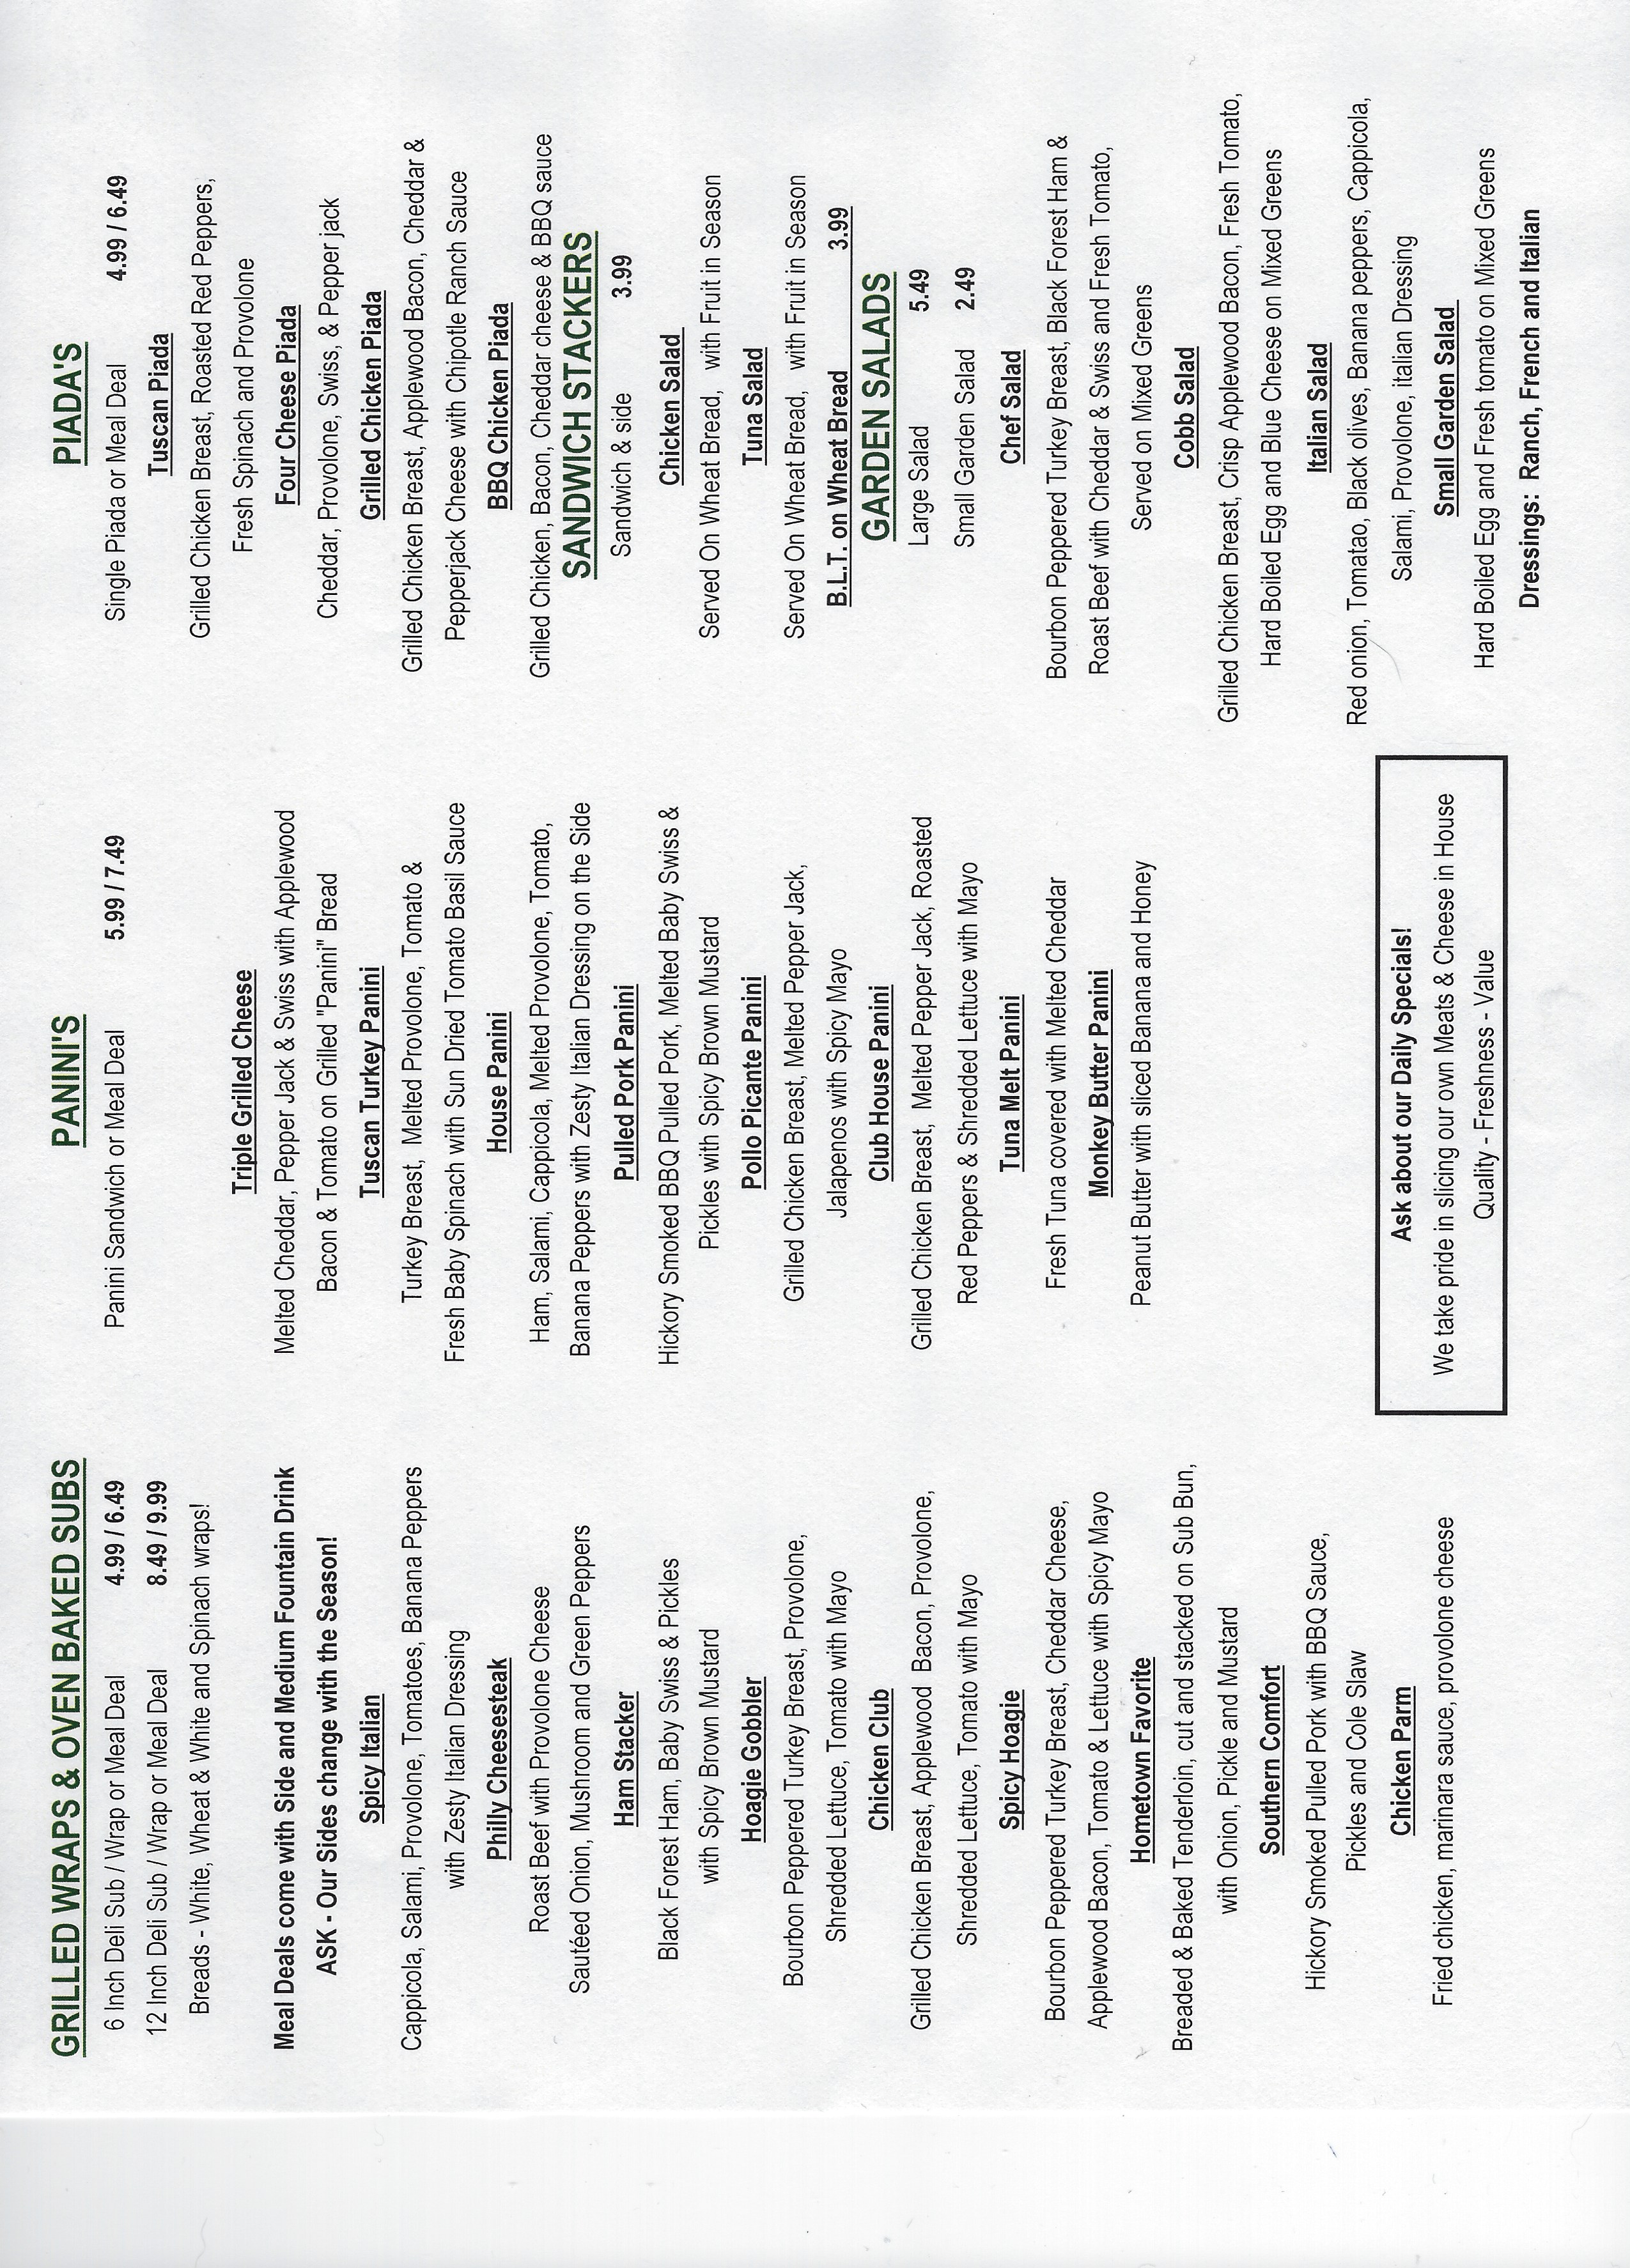 GRILLED WRAPS & OVEN BAKED SUBS
6 Inch Deli Sub / Wrap or Meal Deal 4.99 / 6.49
12 Inch Deli Sub / Wrap or Meal Deal 8.49 / 9.99
Breads - White, Wheat & White and Spinach wraps!
Meal Deals come with Side and Medium Fountain Drink
ASK - Our Sides change with the Season!
Spicy Italian
Cappicola, Salami, Provolone, Tomatoes, Banana Peppers
with Zesty Italian Dressing
Philly Cheesesteak
Roast Beef with Provolone Cheese
Sautéed Onion, Mushroom and Green Peppers
Ham Stacker
Black Forest Ham, Baby Swiss & Pickles
with Spicy Brown Mustard
Hoagie Gobbler
Bourbon Peppered Turkey Breast, Provolone,
Shredded Lettuce, Tomato with Mayo
Chicken Club
Grilled Chicken Breast, Applewood Bacon, Provolone,
Shredded Lettuce, Tomato with Mayo
Spicy Hoagie
Bourbon Peppered Turkey Breast, Cheddar Cheese,
Applewood Bacon, Tomato & Lettuce with Spicy Mayo
Hometown Favorite
Breaded & Baked Tenderloin, cut and stacked on Sub Bun,
with Onion, Pickle and Mustard
Southern Comfort
Hickory Smoked Pulled Pork with BBQ Sauce,
Pickles and Cole Slaw
Chicken Parm
Fried chicken, marinara sauce, provolone cheese
PANINI'S
Panini Sandwich or Meal Deal 5.99 / 7.49
Triple Grilled Cheese
Melted Cheddar, Pepper Jack & Swiss with Applewood
Bacon & Tomato on Grilled "Panini" Bread
Tuscan Turkey Panini
Turkey Breast, Melted Provolone, Tomato &
Fresh Baby Spinach with Sun Dried Tomato Basil Sauce
House Panini
Ham, Salami, Cappicola, Melted Provolone, Tomato,
Banana Peppers with Zesty Italian Dressing on the Side
Pulled Pork Panini
Hickory Smoked BBQ Pulled Pork, Melted Baby Swiss &
Pickles with Spicy Brown Mustard
Pollo Picante Panini
Grilled Chicken Breast, Melted Pepper Jack,
Jalapenos with Spicy Mayo
Club House Panini
Grilled Chicken Breast, Melted Pepper Jack, Roasted
Red Peppers & Shredded Lettuce with Mayo
Tuna Melt Panini
Fresh Tuna covered with Melted Cheddar
Monkey Butter Panini
Peanut Butter with sliced Banana and Honey
Ask about our Daily Specials!
We take pride in slicing our own Meats & Cheese in House
Quality - Freshness - Value
PIADA'S
Single Piada or Meal Deal 4.99 / 6.49
Tuscan Piada
Grilled Chicken Breast, Roasted Red Peppers,
Fresh Spinach and Provolone
Four Cheese Piada
Cheddar, Provolone, Swiss, & Pepper jack
Grilled Chicken Piada
Grilled Chicken Breast, Applewood Bacon, Cheddar &
Pepperjack Cheese with Chipotle Ranch Sauce
BBQ Chicken Piada
Grilled Chicken, Bacon, Cheddar cheese & BBQ sauce
SANDWICH STACKERS
Sandwich & side 3.99
Chicken Salad
Served On Wheat Bread, with Fruit in Season
Tuna Salad
Served On Wheat Bread, with Fruit in Season
B.L.T. on Wheat Bread 3.99
GARDEN SALADS
Large Salad 5.49
Small Garden Salad 2.49
Chef Salad
Bourbon Peppered Turkey Breast, Black Forest Ham &
Roast Beef with Cheddar & Swiss and Fresh Tomato,
Served on Mixed Greens
Cobb Salad
Grilled Chicken Breast, Crisp Applewood Bacon, Fresh Tomato,
Hard Boiled Egg and Blue Cheese on Mixed Greens
Italian Salad
Red onion, Tomatao, Black olives, Banana peppers, Cappicola,
Salami, Provolone, italian Dressing
Small Garden Salad
Hard Boiled Egg and Fresh tomato on Mixed Greens
Dressings: Ranch, French and Italian